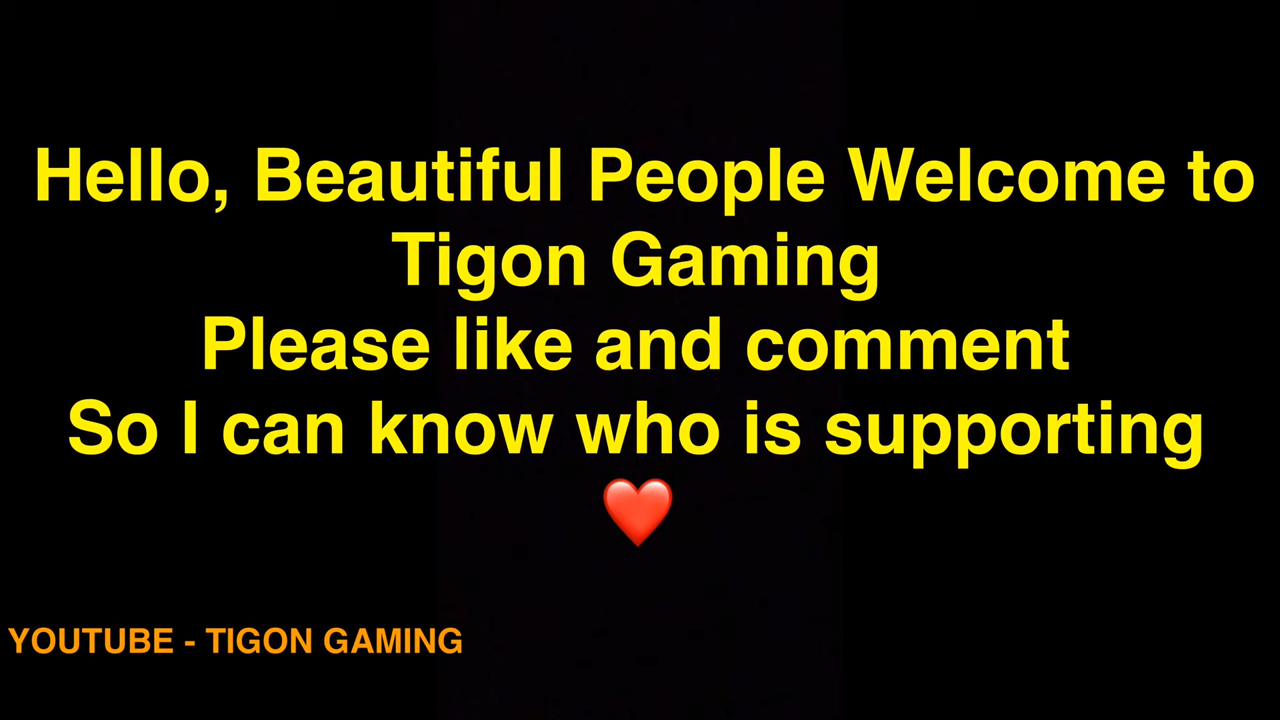 Hello, Beautiful People Welcome to
Tigon Gaming
Please like and comment
So I can know who is supporting
❤️
YOUTUBE - TIGON GAMING